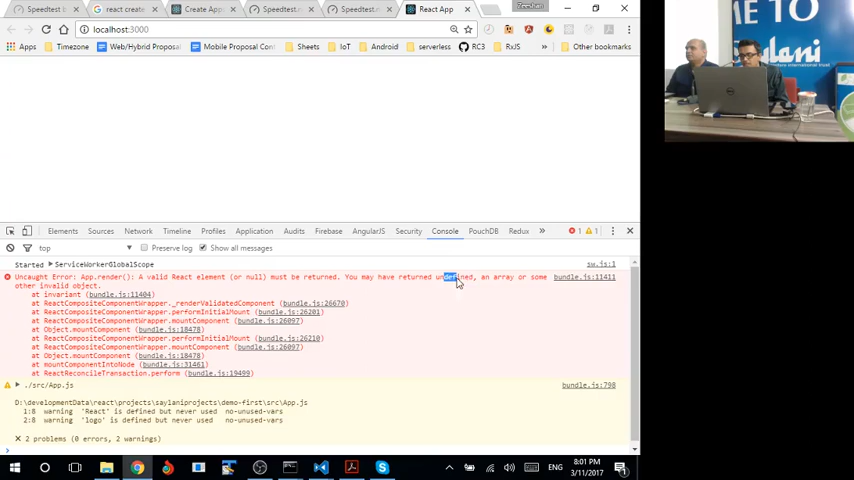 Speedtest b
google react create
Create App
Speedtest.
Speedtest.
React App
Zeeshan
localhost:3000
Apps
Timezone
Web/Hybrid Proposal
Mobile Proposal Con
Sheets
IoT
Android
serverless
RC3
RxJS
Other bookmarks
ME TO
Elements
Sources
Network
Timeline
Profiles
Application
Audits
Firebase
AngularJS
Security
Console
PouchDB
Redux
1
1
top
Preserve log
Show all messages
Started ServiceWorkerGlobalScope
sw.js:1
Uncaught Error: App.render(): A valid React element (or null) must be returned. You may have returned undefined, an array or some
bundle.js:11411
other invalid object.
at invariant (bundle.js:11404)
at ReactCompositeComponentWrapper._renderValidatedComponent (bundle.js:26670)
at ReactCompositeComponentWrapper.performInitialMount (bundle.js:26201)
at ReactCompositeComponentWrapper.mountComponent (bundle.js:26097)
at Object.mountComponent (bundle.js:18478)
at ReactCompositeComponentWrapper.performInitialMount (bundle.js:26210)
at ReactCompositeComponentWrapper.mountComponent (bundle.js:26097)
at Object.mountComponent (bundle.js:18478)
at mountComponentIntoNode (bundle.js:31461)
at ReactReconcileTransaction.perform (bundle.js:19499)
./src/App.js
bundle.js:798
D:\developmentData\react\projects\saylaniprojects\demo-first\src\App.js
1:8 warning 'React' is defined but never used no-unused-vars
2:8 warning 'logo' is defined but never used no-unused-vars
✕ 2 problems (0 errors, 2 warnings)
ENG
8:01 PM
3/11/2017
1